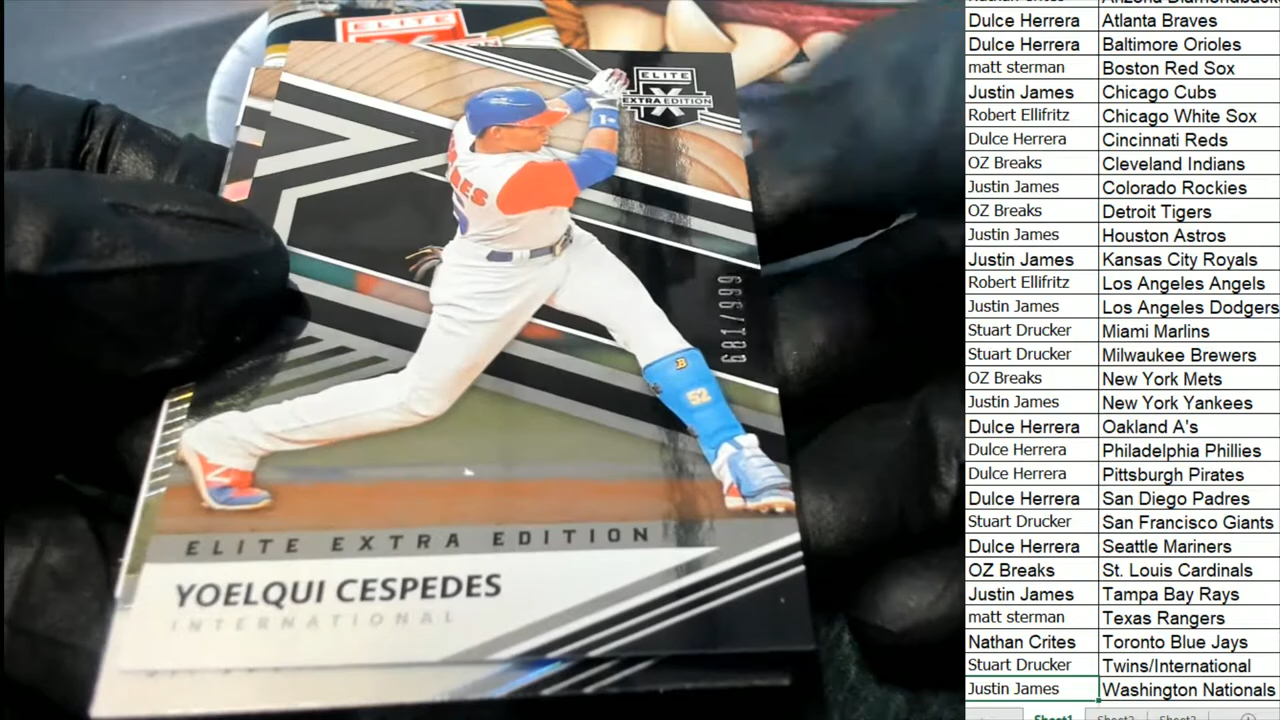 ELITE
X
EXTRA EDITION
681/999
B
52
ELITE EXTRA EDITION
YOELQUI CESPEDES
INTERNATIONAL
Dulce Herrera Atlanta Braves
Dulce Herrera Baltimore Orioles
matt sterman Boston Red Sox
Justin James Chicago Cubs
Robert Ellifritz Chicago White Sox
Dulce Herrera Cincinnati Reds
OZ Breaks Cleveland Indians
Justin James Colorado Rockies
OZ Breaks Detroit Tigers
Justin James Houston Astros
Justin James Kansas City Royals
Robert Ellifritz Los Angeles Angels
Justin James Los Angeles Dodgers
Stuart Drucker Miami Marlins
Stuart Drucker Milwaukee Brewers
OZ Breaks New York Mets
Justin James New York Yankees
Dulce Herrera Oakland A's
Dulce Herrera Philadelphia Phillies
Dulce Herrera Pittsburgh Pirates
Dulce Herrera San Diego Padres
Stuart Drucker San Francisco Giants
Dulce Herrera Seattle Mariners
OZ Breaks St. Louis Cardinals
Justin James Tampa Bay Rays
matt sterman Texas Rangers
Nathan Crites Toronto Blue Jays
Stuart Drucker Twins/International
Justin James Washington Nationals
Sheet1